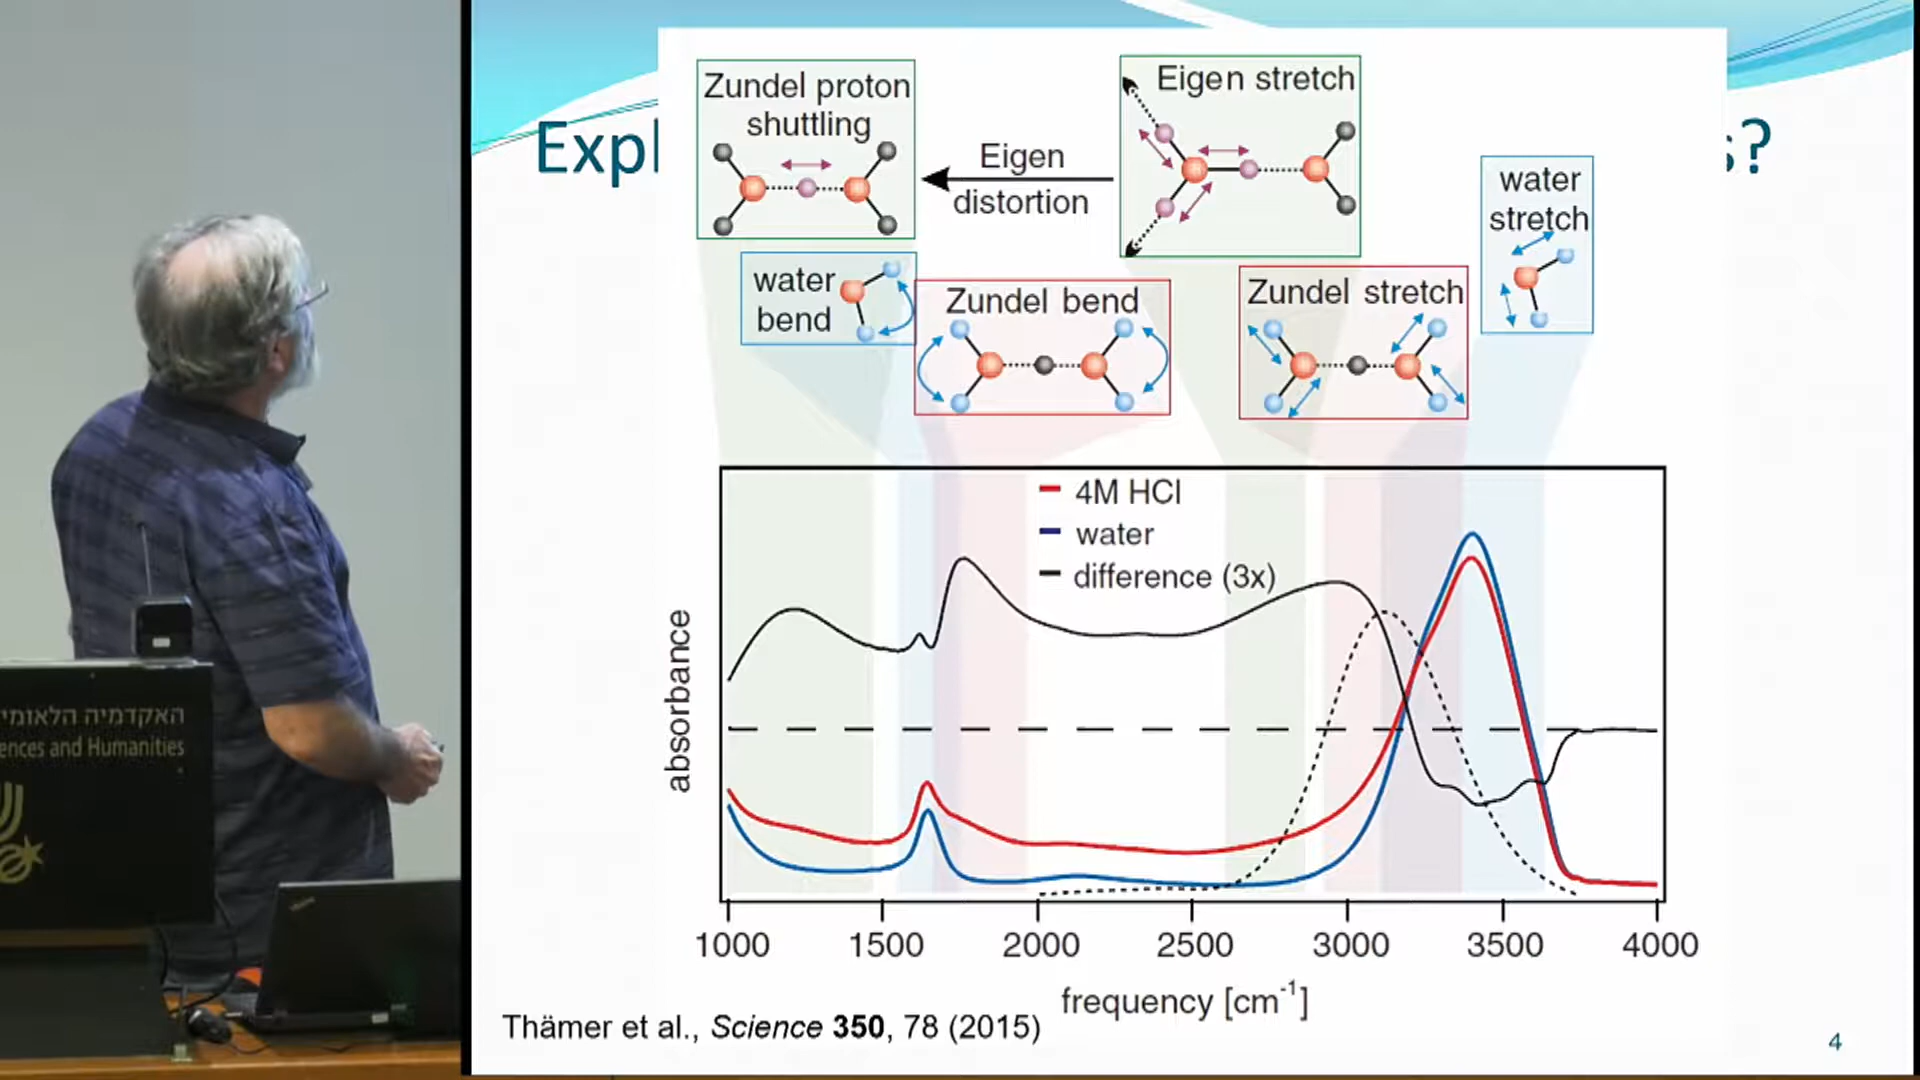 Expl
s?
Zundel proton
shuttling
Eigen
distortion
Eigen stretch
water
stretch
water
bend
Zundel bend
Zundel stretch
4M HCl
water
difference (3x)
absorbance
1000 1500 2000 2500 3000 3500 4000
frequency [cm⁻¹]
Thämer et al., Science 350, 78 (2015)
4
האקדמיה הלאומי
ences and Humanities